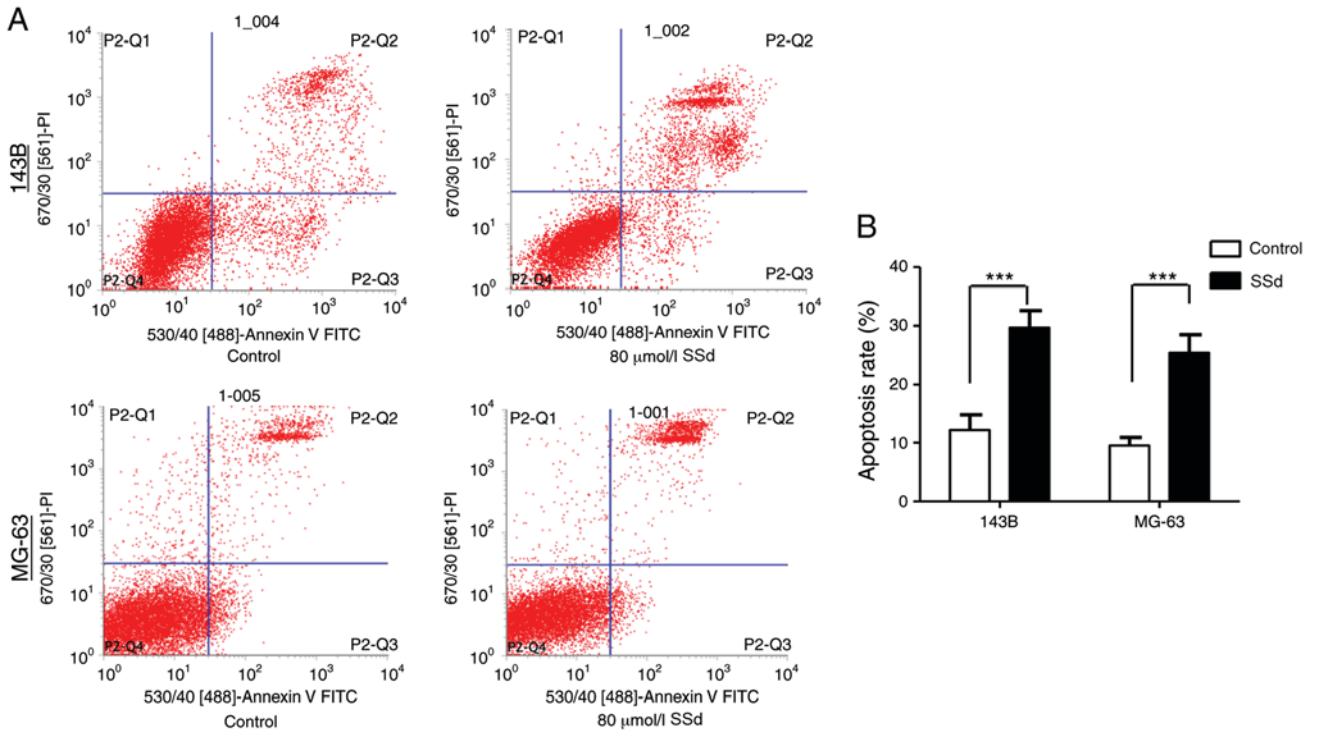 A
143B
1_004
P2-Q1
P2-Q2
P2-Q3
P2-Q4
10⁴
10³
10²
10¹
10⁰
10⁰
10¹
10²
10³
10⁴
670/30 [561]-PI
530/40 [488]-Annexin V FITC
Control
1_002
P2-Q1
P2-Q2
P2-Q3
P2-Q4
10⁴
10³
10²
10¹
10⁰
10⁰
10¹
10²
10³
10⁴
670/30 [561]-PI
530/40 [488]-Annexin V FITC
80 μmol/l SSd
MG-63
1-005
P2-Q1
P2-Q2
P2-Q3
P2-Q4
10⁴
10³
10²
10¹
10⁰
10⁰
10¹
10²
10³
10⁴
670/30 [561]-PI
530/40 [488]-Annexin V FITC
Control
1-001
P2-Q1
P2-Q2
P2-Q3
P2-Q4
10⁴
10³
10²
10¹
10⁰
10⁰
10¹
10²
10³
10⁴
670/30 [561]-PI
530/40 [488]-Annexin V FITC
80 μmol/l SSd
B
Control
SSd
Apoptosis rate (%)
40
30
20
10
0
***
***
143B
MG-63